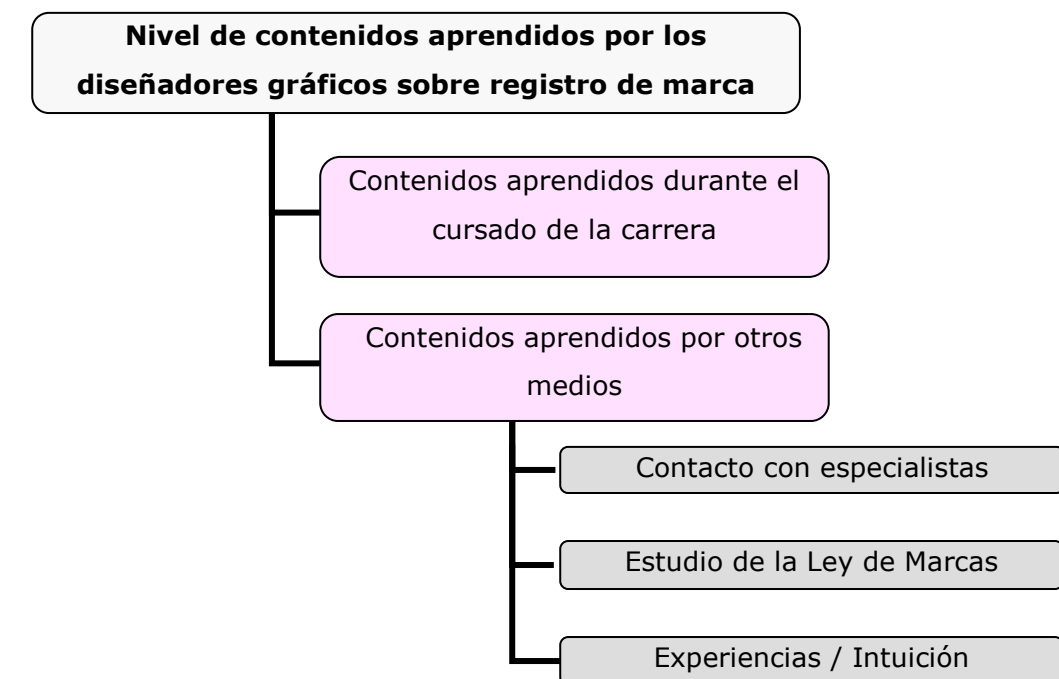 Nivel de contenidos aprendidos por los
diseñadores gráficos sobre registro de marca
Contenidos aprendidos durante el
cursado de la carrera
Contenidos aprendidos por otros
medios
Contacto con especialistas
Estudio de la Ley de Marcas
Experiencias / Intuición